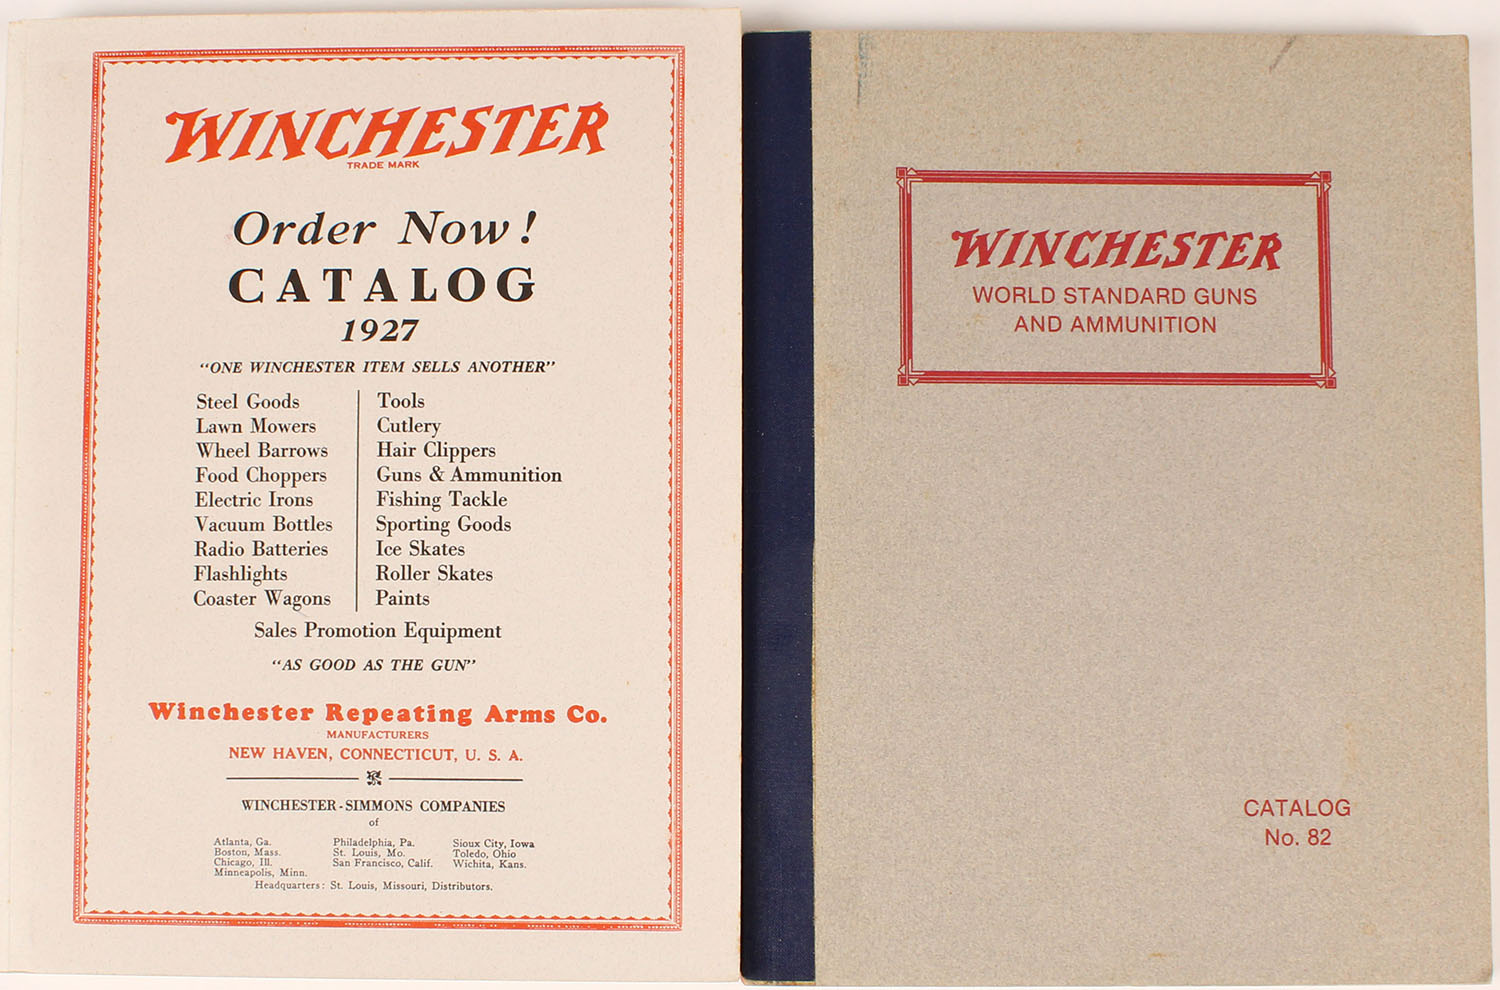 WINCHESTER
TRADE MARK
Order Now!
CATALOG
1927
"ONE WINCHESTER ITEM SELLS ANOTHER"
Steel Goods
Lawn Mowers
Wheel Barrows
Food Choppers
Electric Irons
Vacuum Bottles
Radio Batteries
Flashlights
Coaster Wagons
Tools
Cutlery
Hair Clippers
Guns & Ammunition
Fishing Tackle
Sporting Goods
Ice Skates
Roller Skates
Paints
Sales Promotion Equipment
"AS GOOD AS THE GUN"
Winchester Repeating Arms Co.
MANUFACTURERS
NEW HAVEN, CONNECTICUT, U. S. A.
WINCHESTER-SIMMONS COMPANIES
of
Atlanta, Ga.
Boston, Mass.
Chicago, Ill.
Minneapolis, Minn.
Philadelphia, Pa.
St. Louis, Mo.
San Francisco, Calif.
Sioux City, Iowa
Toledo, Ohio
Wichita, Kans.
Headquarters: St. Louis, Missouri, Distributors.
WINCHESTER
WORLD STANDARD GUNS
AND AMMUNITION
CATALOG
No. 82